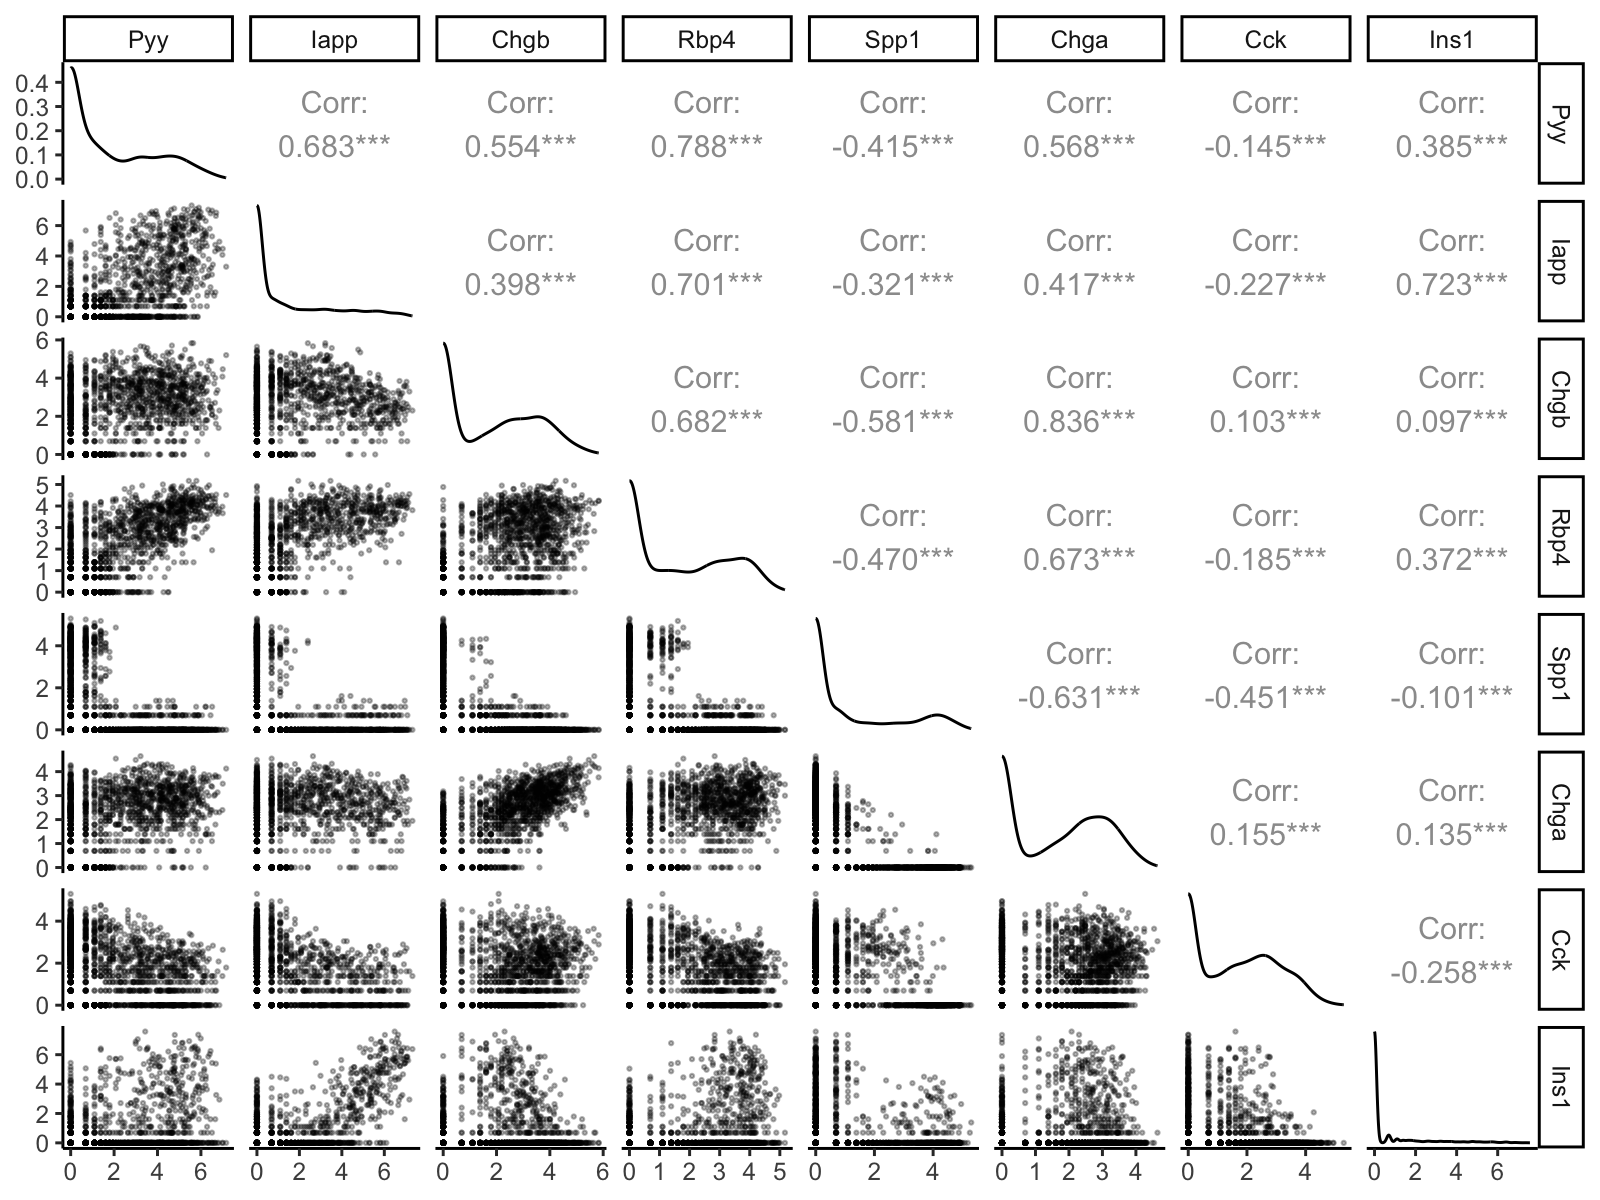 Pyy Iapp Chgb Rbp4 Spp1 Chga Cck Ins1
0.4
0.3
0.2
0.1
0.0
Corr: Corr: Corr: Corr: Corr: Corr: Corr:
0.683*** 0.554*** 0.788*** -0.415*** 0.568*** -0.145*** 0.385***
Pyy
6
4
2
0
Corr: Corr: Corr: Corr: Corr: Corr:
0.398*** 0.701*** -0.321*** 0.417*** -0.227*** 0.723***
Iapp
6
4
2
0
Corr: Corr: Corr: Corr: Corr:
0.682*** -0.581*** 0.836*** 0.103*** 0.097***
Chgb
5
4
3
2
1
0
Corr: Corr: Corr: Corr:
-0.470*** 0.673*** -0.185*** 0.372***
Rbp4
4
2
0
Corr: Corr: Corr:
-0.631*** -0.451*** -0.101***
Spp1
4
3
2
1
0
Corr: Corr:
0.155*** 0.135***
Chga
4
2
0
Corr:
-0.258***
Cck
6
4
2
0
Ins1
0 2 4 6 0 2 4 6 0 2 4 6 0 1 2 3 4 5 0 2 4 0 1 2 3 4 0 2 4 0 2 4 6